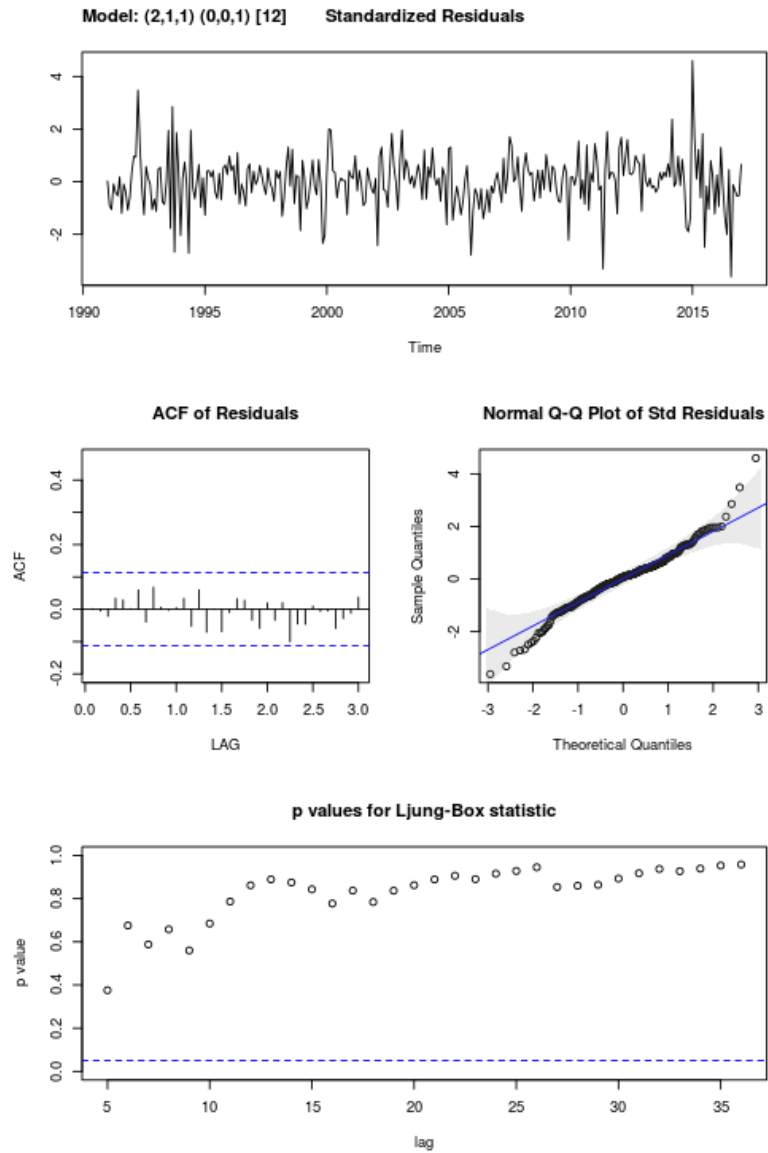 Model: (2,1,1) (0,0,1) [12] Standardized Residuals
4
2
0
-2
1990 1995 2000 2005 2010 2015
Time
ACF of Residuals
ACF
0.4
0.2
0.0
-0.2
0.0 0.5 1.0 1.5 2.0 2.5 3.0
LAG
Normal Q-Q Plot of Std Residuals
Sample Quantiles
4
2
0
-2
-3 -2 -1 0 1 2 3
Theoretical Quantiles
p values for Ljung-Box statistic
p value
1.0
0.8
0.6
0.4
0.2
0.0
5 10 15 20 25 30 35
lag